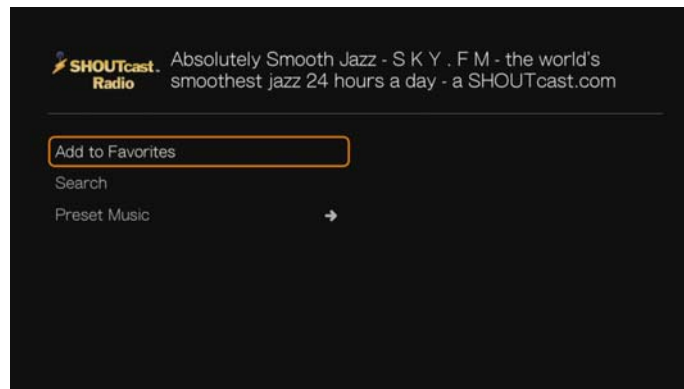 SHOUTcast.
Radio
Absolutely Smooth Jazz - S K Y . F M - the world's
smoothest jazz 24 hours a day - a SHOUTcast.com
Add to Favorites
Search
Preset Music